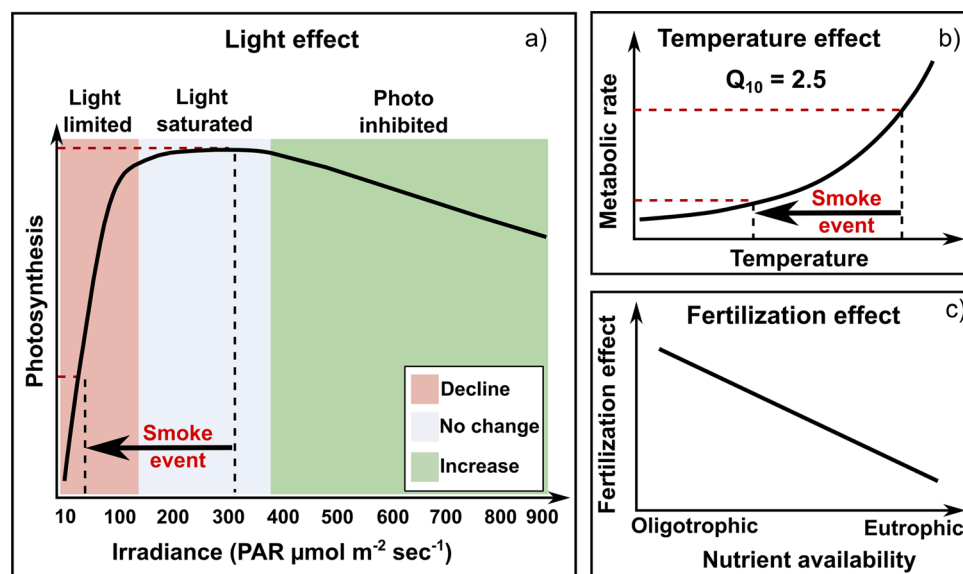 Light effect
a)
Light
limited
Light
saturated
Photo
inhibited
Photosynthesis
Smoke
event
Decline
No change
Increase
10 100 200 300 400 500 600 700 800 900
Irradiance (PAR µmol m⁻² sec⁻¹)
Temperature effect
b)
Q₁₀ = 2.5
Metabolic rate
Smoke
event
Temperature
Fertilization effect
c)
Fertilization effect
Oligotrophic Eutrophic
Nutrient availability